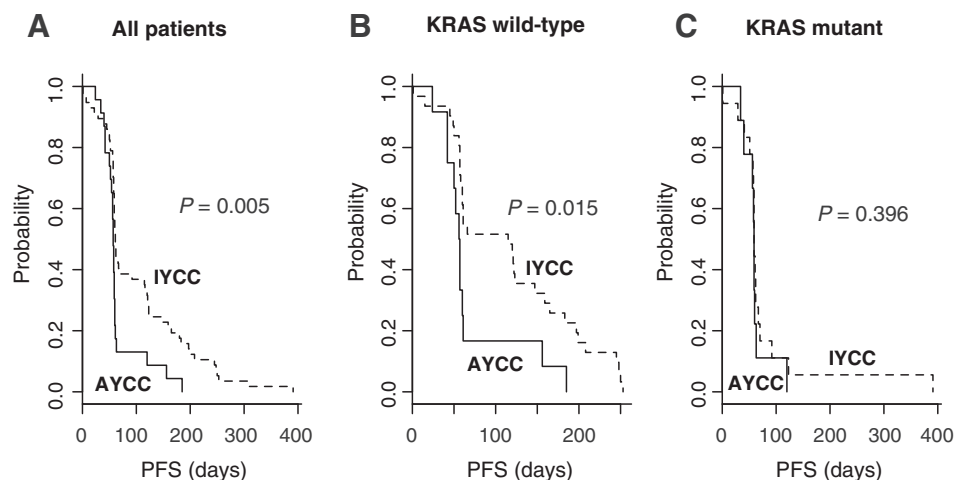 A All patients
Probability
0.0 0.2 0.4 0.6 0.8 1.0
P = 0.005
IYCC
AYCC
0 100 200 300 400
PFS (days)
B KRAS wild-type
Probability
0.0 0.2 0.4 0.6 0.8 1.0
P = 0.015
IYCC
AYCC
0 50 100 200
PFS (days)
C KRAS mutant
Probability
0.0 0.2 0.4 0.6 0.8 1.0
P = 0.396
IYCC
AYCC
0 100 200 300 400
PFS (days)